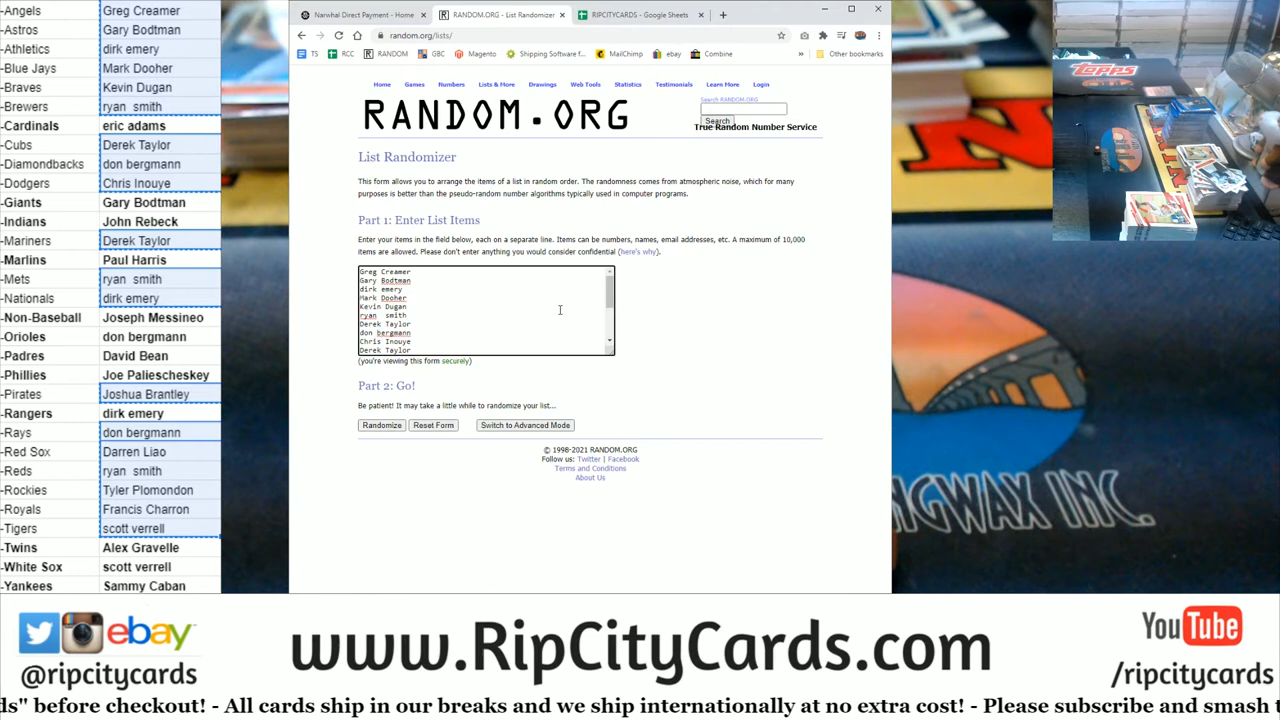 -Angels Greg Creamer
-Astros Gary Bodtman
-Athletics dirk emery
-Blue Jays Mark Dooher
-Braves Kevin Dugan
-Brewers ryan smith
-Cardinals eric adams
-Cubs Derek Taylor
-Diamondbacks don bergmann
-Dodgers Chris Inouye
-Giants Gary Bodtman
-Indians John Rebeck
-Mariners Derek Taylor
-Marlins Paul Harris
-Mets ryan smith
-Nationals dirk emery
-Non-Baseball Joseph Messineo
-Orioles don bergmann
-Padres David Bean
-Phillies Joe Paliescheskey
-Pirates Joshua Brantley
-Rangers dirk emery
-Rays don bergmann
-Red Sox Darren Liao
-Reds ryan smith
-Rockies Tyler Plomondon
-Royals Francis Charron
-Tigers scott verrell
-Twins Alex Gravelle
-White Sox scott verrell
-Yankees Sammy Caban
Narwhal Direct Payment - Home RANDOM.ORG - List Randomizer RIPCITYCARDS - Google Sheets
random.org/lists/
TS RCC RANDOM GBC Magento Shipping Software f... MailChimp ebay Combine » Other bookmarks
Home Games Numbers Lists & More Drawings Web Tools Statistics Testimonials Learn More Login
Search RANDOM.ORG
RANDOM.ORG
Search
True Random Number Service
List Randomizer
This form allows you to arrange the items of a list in random order. The randomness comes from atmospheric noise, which for many
purposes is better than the pseudo-random number algorithms typically used in computer programs.
Part 1: Enter List Items
Enter your items in the field below, each on a separate line. Items can be numbers, names, email addresses, etc. A maximum of 10,000
items are allowed. Please don't enter anything you would consider confidential (here's why).
Greg Creamer
Gary Bodtman
dirk emery
Mark Dooher
Kevin Dugan
ryan smith
Derek Taylor
don bergmann
Chris Inouye
Derek Taylor
(you're viewing this form securely)
Part 2: Go!
Be patient! It may take a little while to randomize your list...
Randomize Reset Form Switch to Advanced Mode
© 1998-2021 RANDOM.ORG
Follow us: Twitter | Facebook
Terms and Conditions
About Us
Topps
NGWAX INC.
ebay
@ripcitycards
www.RipCityCards.com
YouTube
/ripcitycards
ds" before checkout! - All cards ship in our breaks and we ship internationally at no extra cost! - Please subscribe and smash